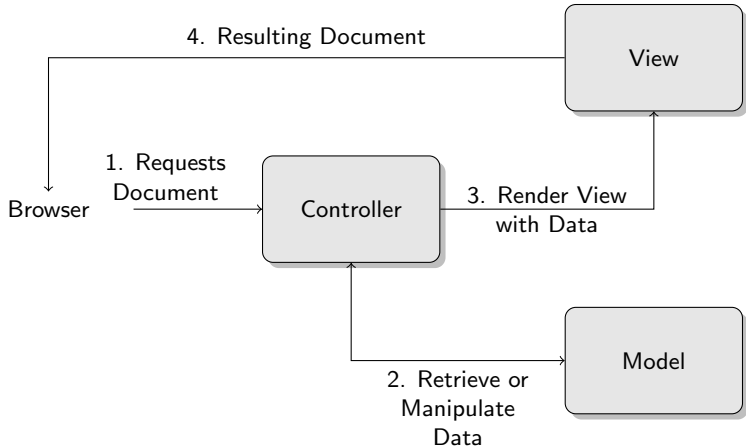 4. Resulting Document
View
1. Requests
Document
Browser
Controller
3. Render View
with Data
Model
2. Retrieve or
Manipulate
Data